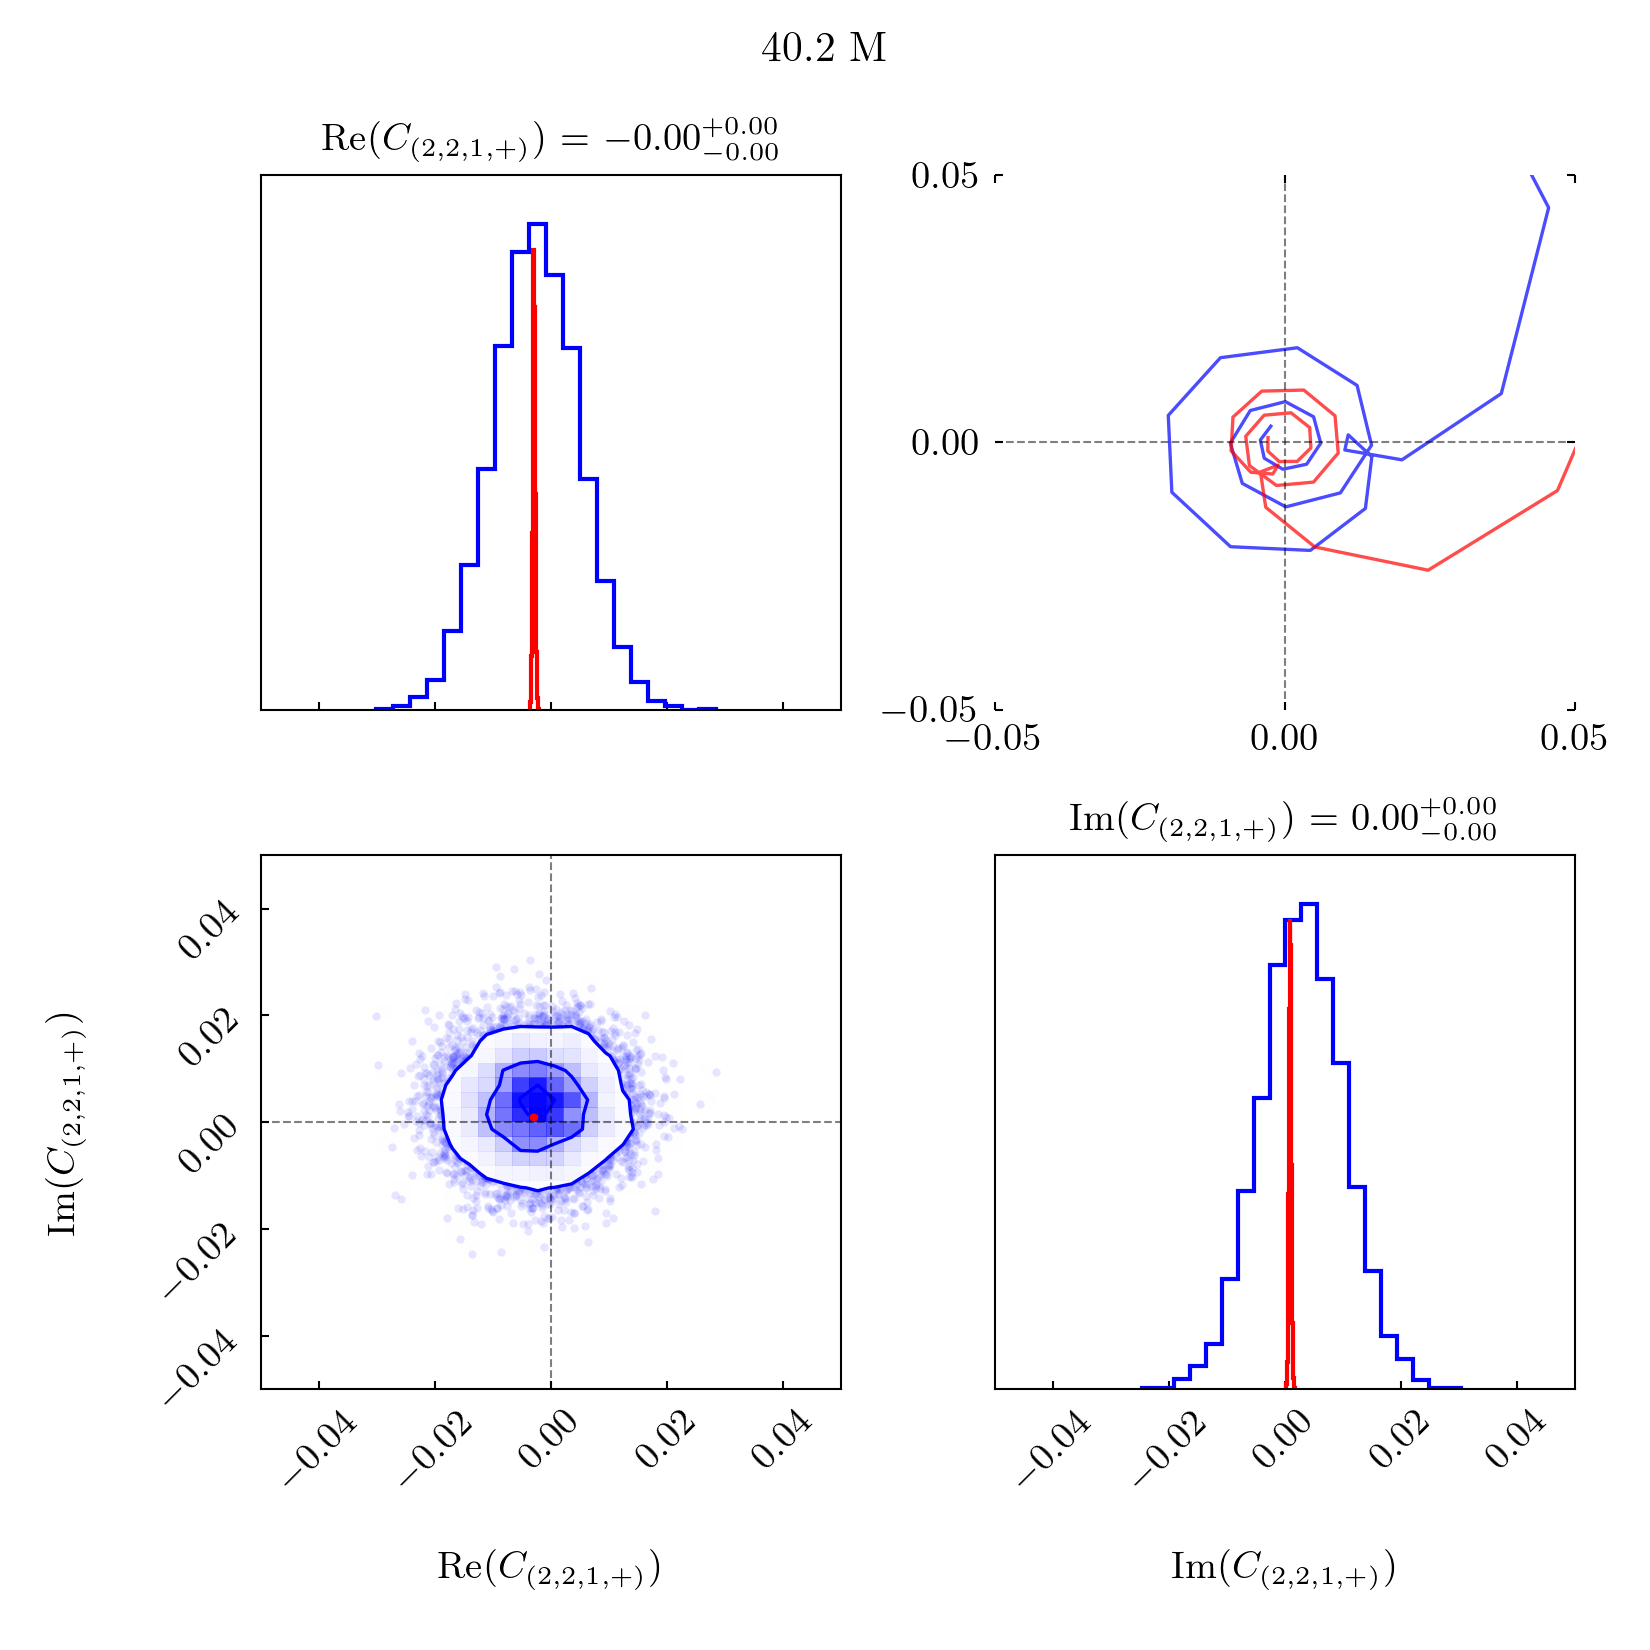 40.2 M
Re(C₍₂,₂,₁,₊₎) = −0.00⁺⁰·⁰⁰₋₀.₀₀
0.05
0.00
−0.05
−0.05 0.00 0.05
Im(C₍₂,₂,₁,₊₎) = 0.00⁺⁰·⁰⁰₋₀.₀₀
Im(C₍₂,₂,₁,₊₎)
0.04
0.02
0.00
−0.02
−0.04
−0.04 −0.02 0.00 0.02 0.04
Re(C₍₂,₂,₁,₊₎)
−0.04 −0.02 0.00 0.02 0.04
Im(C₍₂,₂,₁,₊₎)